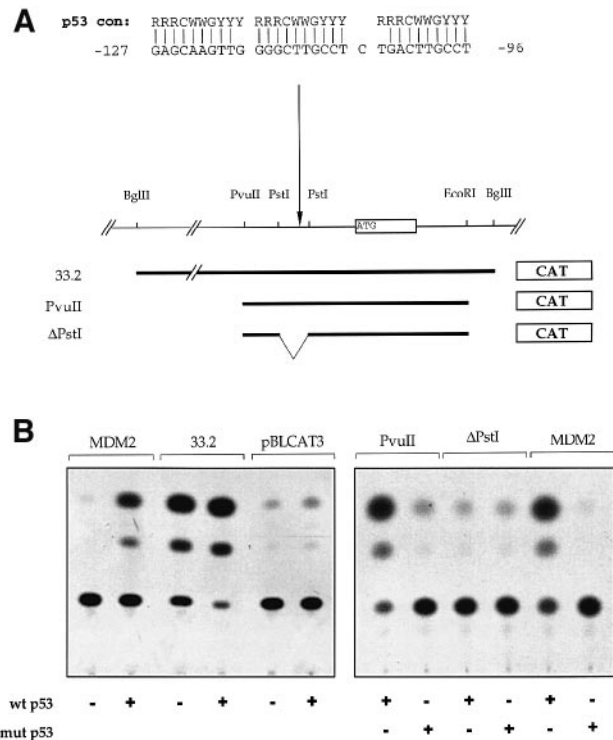 A
p53 con: RRRCWWGYYY RRRCWWGYYY RRRCWWGYYY
-127 GAGCAAGTTG GGGCTTGCCT C TGACTTGCCT -96
BglII PvuII PstI PstI EcoRI BglII
ATG
33.2 CAT
PvuII CAT
ΔPstI CAT
B
MDM2 33.2 pBLCAT3 PvuII ΔPstI MDM2
wt p53 - + - + - + + - + - + -
mut p53 - + - + - +